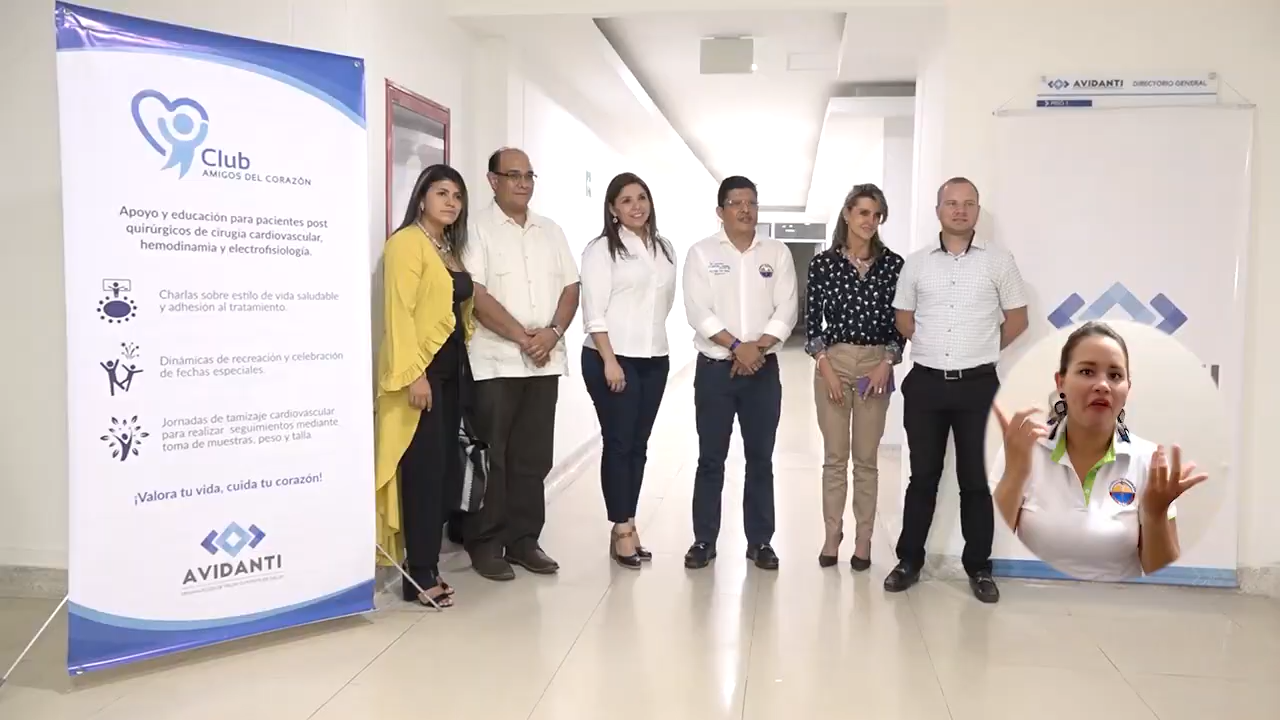 Club
AMIGOS DEL CORAZÓN
Apoyo y educación para pacientes post
quirúrgicos de cirugía cardiovascular,
hemodinamia y electrofisiología.
Charlas sobre estilo de vida saludable
y adhesión al tratamiento.
Dinámicas de recreación y celebración
de fechas especiales.
Jornadas de tamizaje cardiovascular
para realizar seguimientos mediante
toma de muestras, peso y talla.
¡Valora tu vida, cuida tu corazón!
AVIDANTI
AVIDANTI DIRECTORIO GENERAL
PISO 1